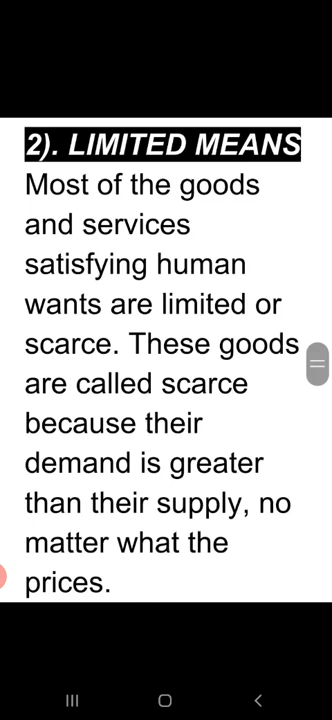 2). LIMITED MEANS
Most of the goods
and services
satisfying human
wants are limited or
scarce. These goods
are called scarce
because their
demand is greater
than their supply, no
matter what the
prices.